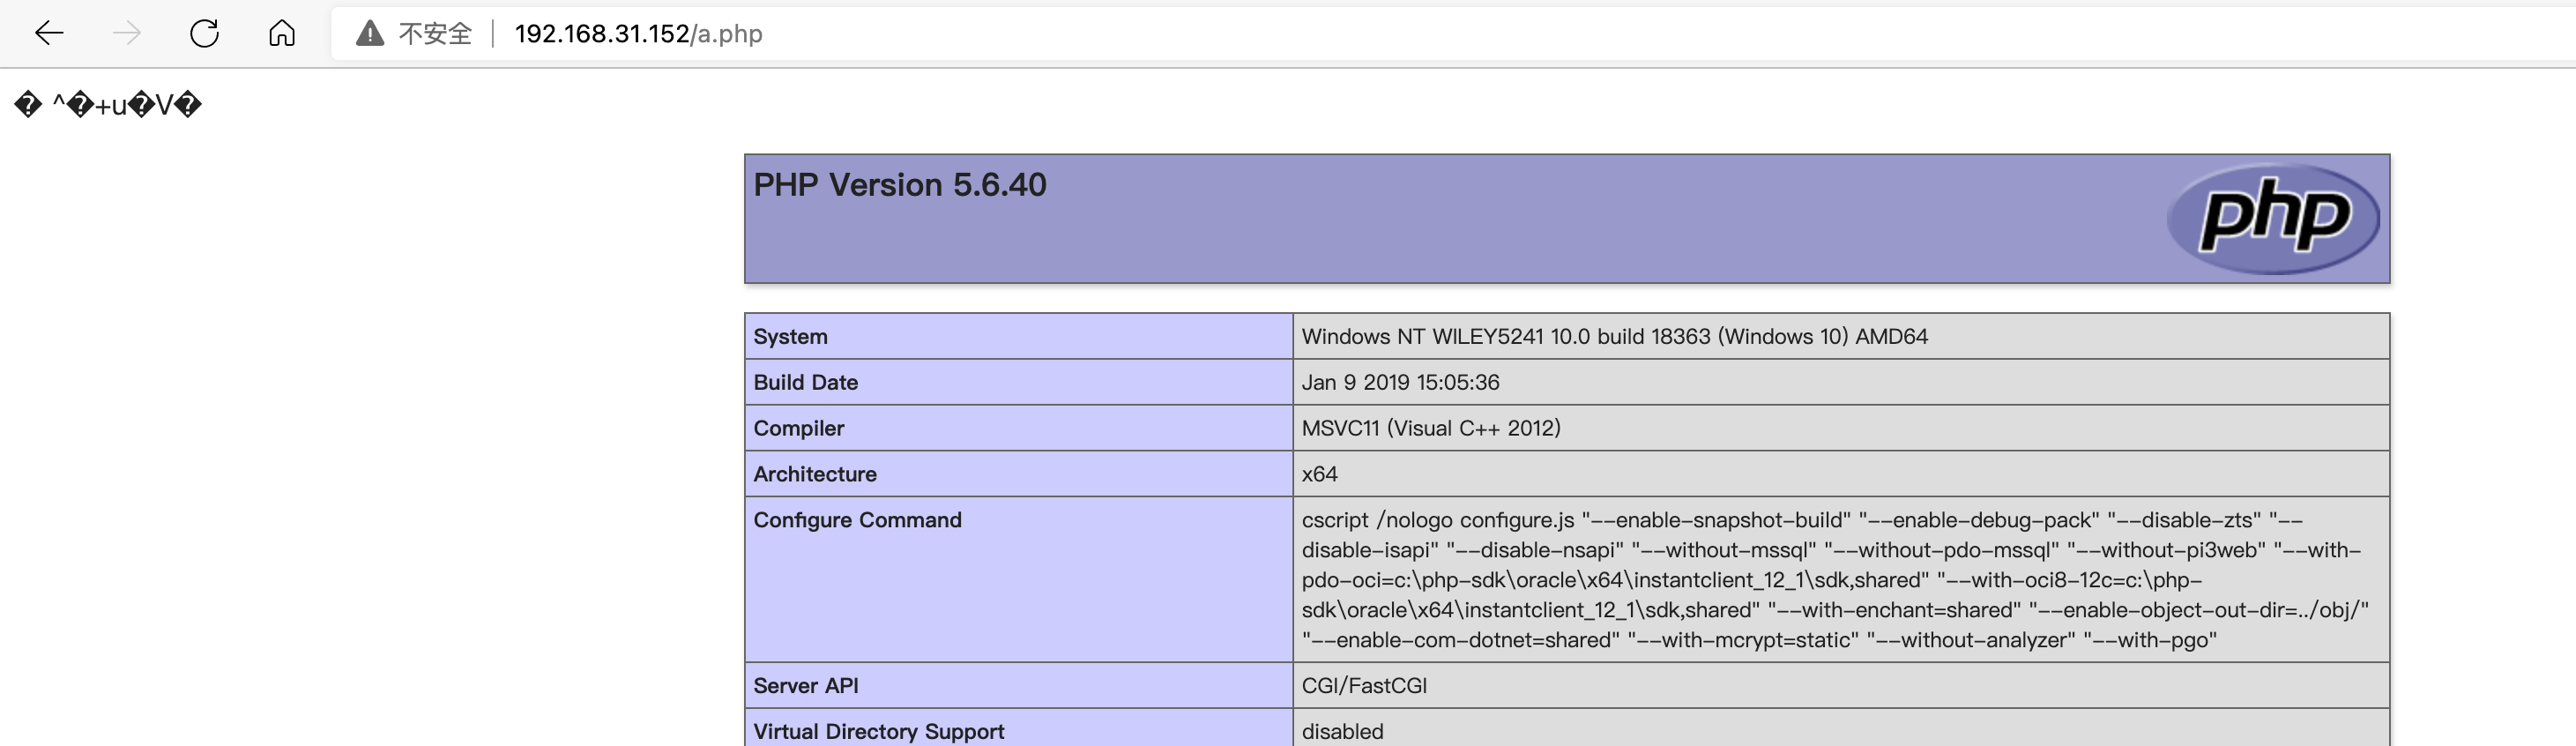 不安全 192.168.31.152/a.php
� ^�+u�V�
PHP Version 5.6.40
php
System Windows NT WILEY5241 10.0 build 18363 (Windows 10) AMD64
Build Date Jan 9 2019 15:05:36
Compiler MSVC11 (Visual C++ 2012)
Architecture x64
Configure Command cscript /nologo configure.js "--enable-snapshot-build" "--enable-debug-pack" "--disable-zts" "--
disable-isapi" "--disable-nsapi" "--without-mssql" "--without-pdo-mssql" "--without-pi3web" "--with-
pdo-oci=c:\php-sdk\oracle\x64\instantclient_12_1\sdk,shared" "--with-oci8-12c=c:\php-
sdk\oracle\x64\instantclient_12_1\sdk,shared" "--with-enchant=shared" "--enable-object-out-dir=../obj/"
"--enable-com-dotnet=shared" "--with-mcrypt=static" "--without-analyzer" "--with-pgo"
Server API CGI/FastCGI
Virtual Directory Support disabled